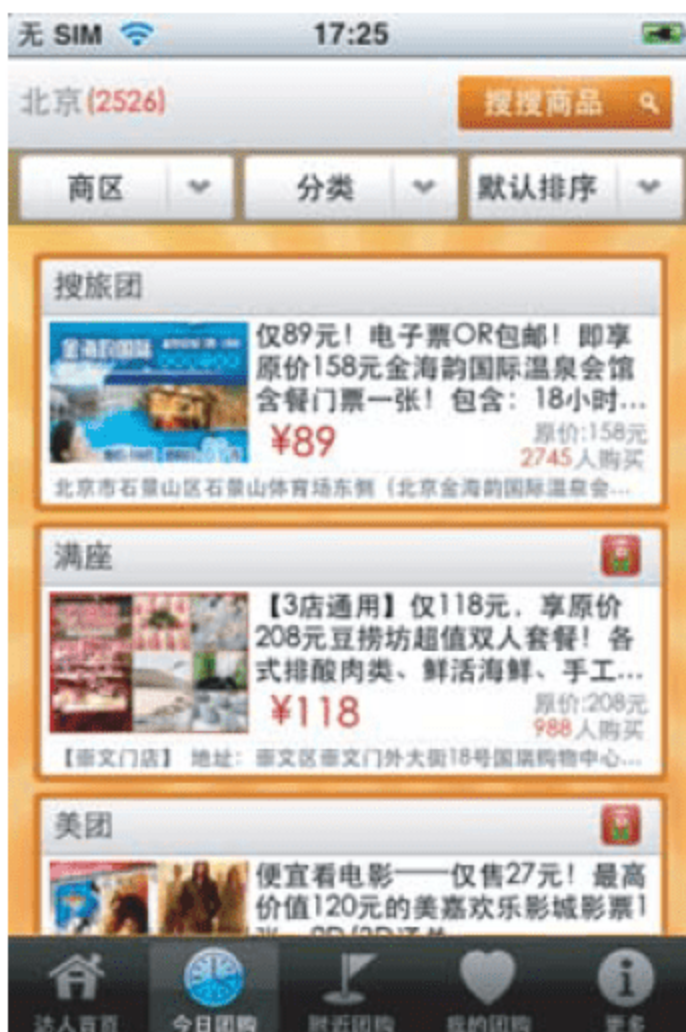 无 SIM
17:25
北京(2526)
搜搜商品
商区
分类
默认排序
搜旅团
金海韵国际
仅89元！电子票OR包邮！即享
原价158元金海韵国际温泉会馆
含餐门票一张！包含：18小时...
¥89
原价:158元
2745人购买
北京市石景山区石景山体育场东侧（北京金海韵国际温泉会...
满座
【3店通用】仅118元，享原价
208元豆捞坊超值双人套餐！各
式排酸肉类、鲜活海鲜、手工...
¥118
原价:208元
988人购买
【崇文门店】 地址：崇文区崇文门外大街18号国瑞购物中心...
美团
便宜看电影——仅售27元！最高
价值120元的美嘉欢乐影城影票1
达人首页
今日团购
附近团购
我的团购
更多